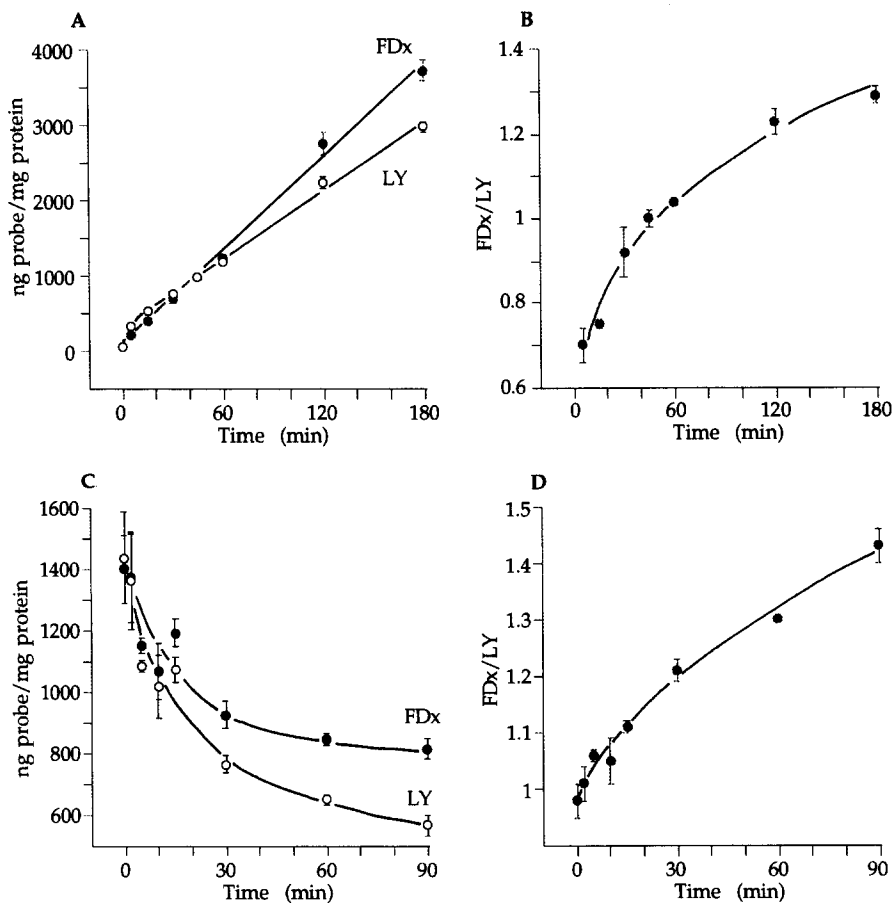 A
ng probe/mg protein
4000
3000
2000
1000
0
FDx
LY
0 60 120 180
Time (min)
B
FDx/LY
1.4
1.2
1
0.8
0.6
0 60 120 180
Time (min)
C
ng probe/mg protein
1600
1400
1200
1000
800
600
FDx
LY
0 30 60 90
Time (min)
D
FDx/LY
1.5
1.4
1.3
1.2
1.1
1
0 30 60 90
Time (min)